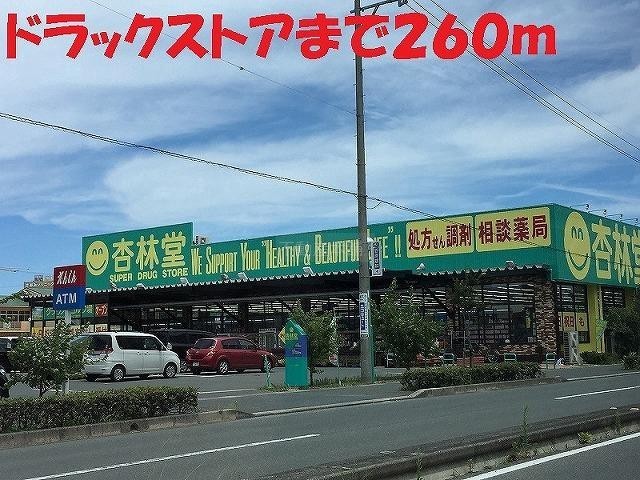 ドラックストアまで260m
杏林堂
SUPER DRUG STORE
WE SUPPORT YOUR "HEALTHY & BEAUTIFUL LIFE"!!
処方せん調剤
相談薬局
杏林堂
ATM